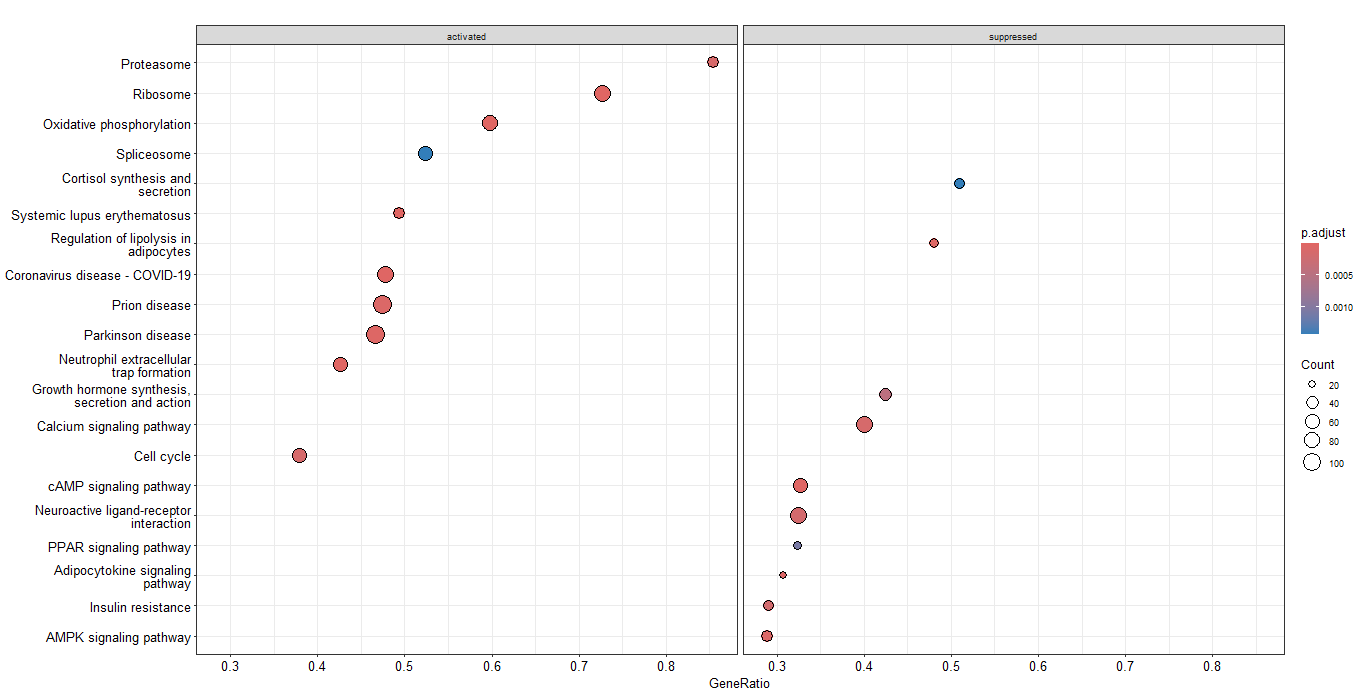 activated
suppressed
Proteasome
Ribosome
Oxidative phosphorylation
Spliceosome
Cortisol synthesis and
secretion
Systemic lupus erythematosus
Regulation of lipolysis in
adipocytes
Coronavirus disease - COVID-19
Prion disease
Parkinson disease
Neutrophil extracellular
trap formation
Growth hormone synthesis,
secretion and action
Calcium signaling pathway
Cell cycle
cAMP signaling pathway
Neuroactive ligand-receptor
interaction
PPAR signaling pathway
Adipocytokine signaling
pathway
Insulin resistance
AMPK signaling pathway
0.3 0.4 0.5 0.6 0.7 0.8
0.3 0.4 0.5 0.6 0.7 0.8
GeneRatio
p.adjust
0.0005
0.0010
Count
20
40
60
80
100